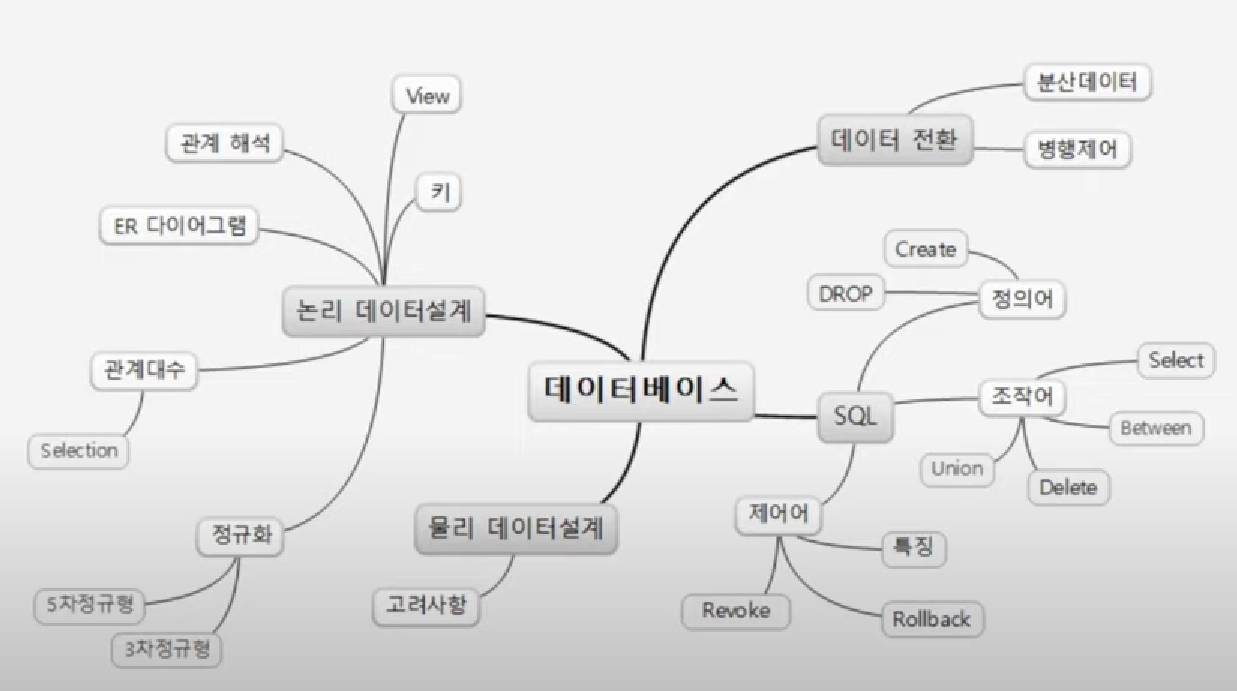 View
관계 해석
키
ER 다이어그램
논리 데이터설계
관계대수
Selection
정규화
5차정규형
3차정규형
데이터베이스
물리 데이터설계
고려사항
분산데이터
데이터 전환
병행제어
Create
DROP
정의어
Select
조작어
SQL
Between
Union
Delete
제어어
특징
Revoke
Rollback